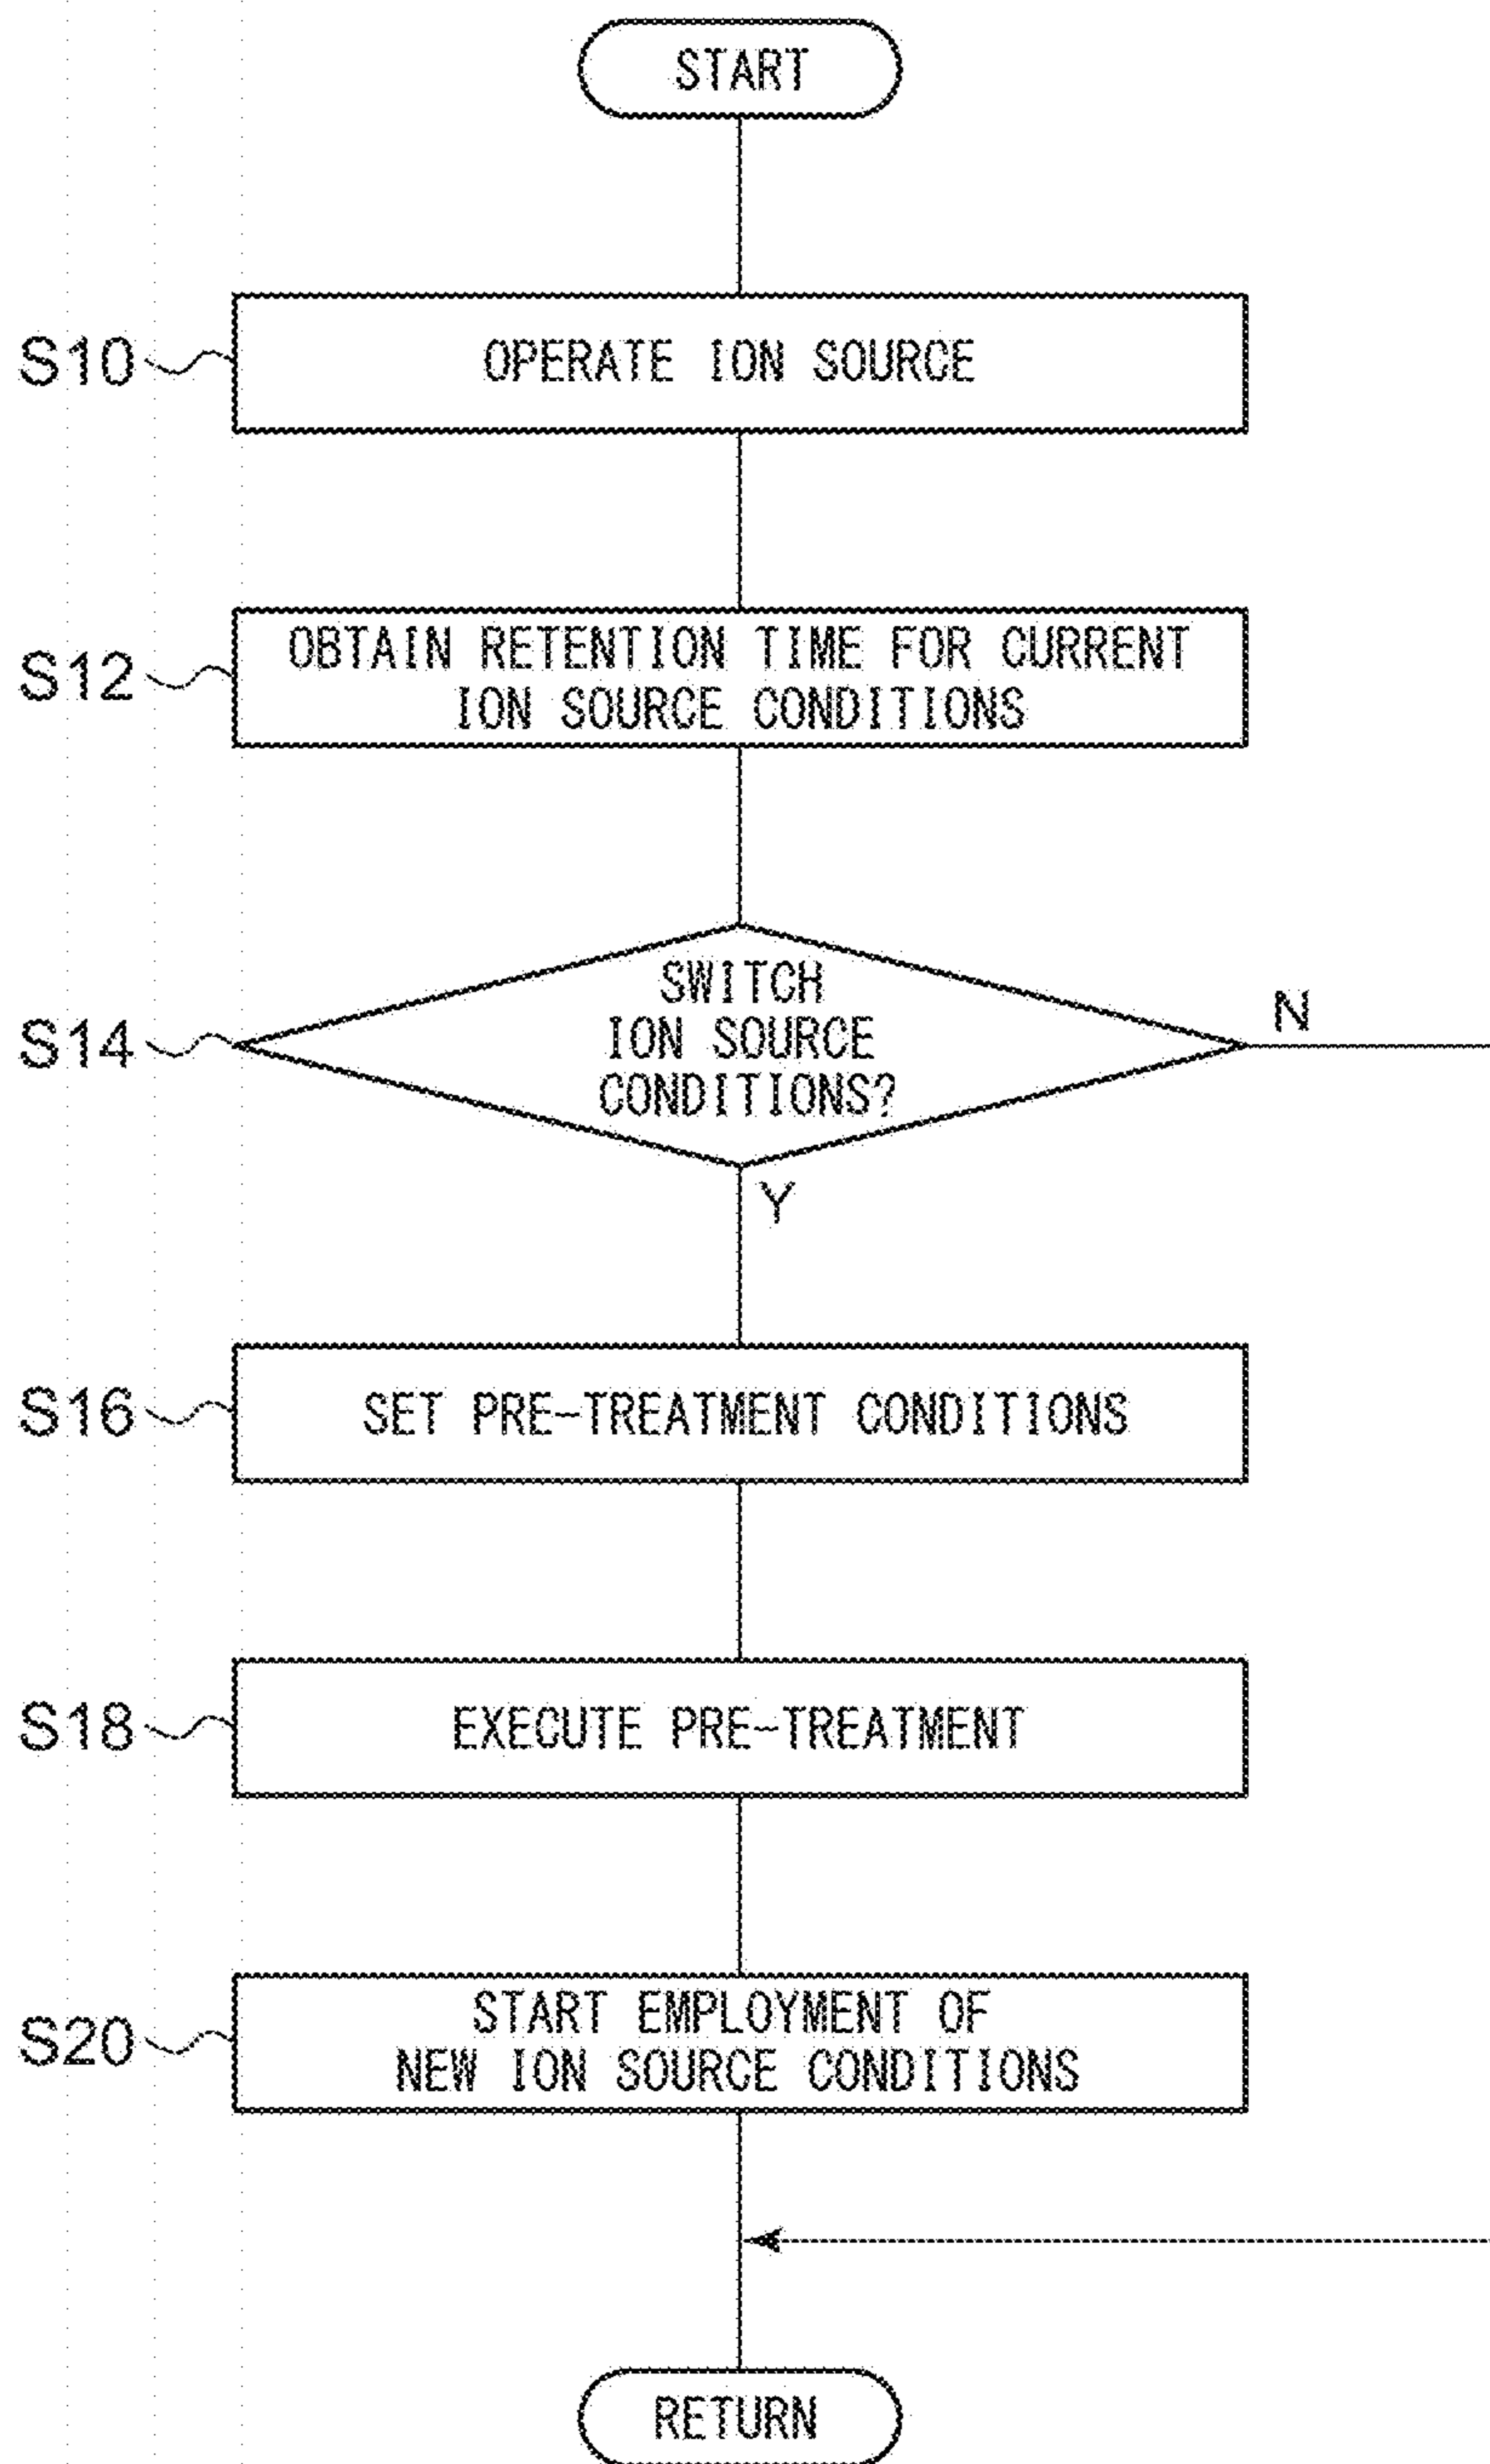 START
S10
OPERATE ION SOURCE
S12
OBTAIN RETENTION TIME FOR CURRENT
ION SOURCE CONDITIONS
S14
SWITCH
ION SOURCE
CONDITIONS?
N
Y
S16
SET PRE-TREATMENT CONDITIONS
S18
EXECUTE PRE-TREATMENT
S20
START EMPLOYMENT OF
NEW ION SOURCE CONDITIONS
RETURN